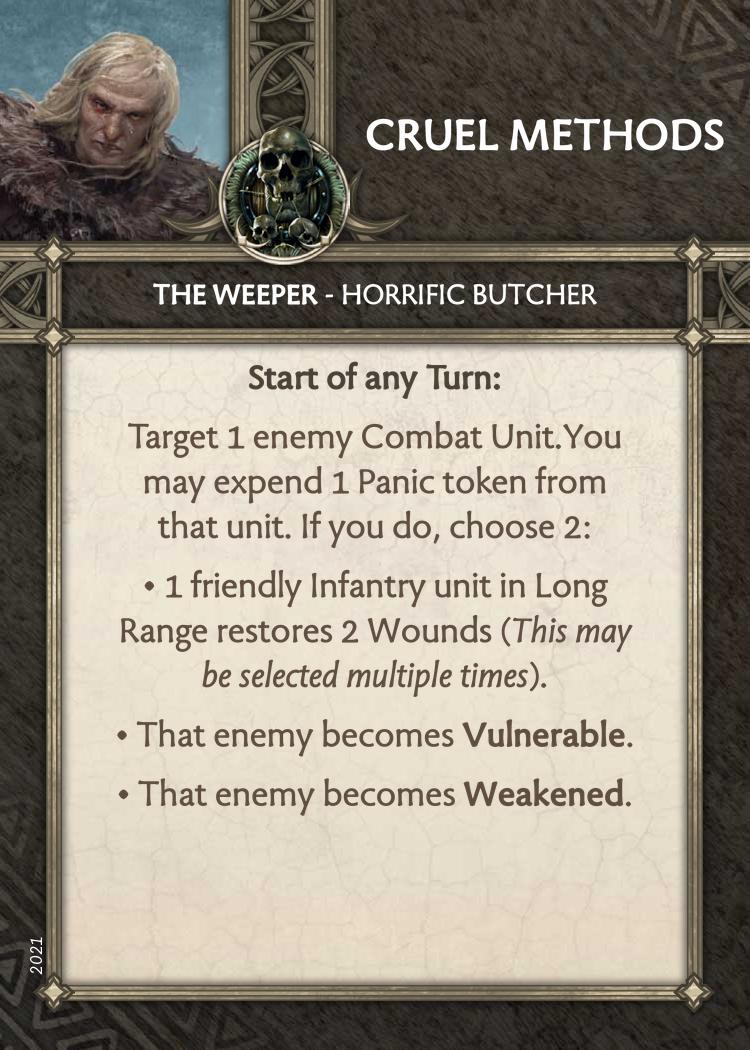 CRUEL METHODS
THE WEEPER - HORRIFIC BUTCHER
Start of any Turn:
Target 1 enemy Combat Unit.You
may expend 1 Panic token from
that unit. If you do, choose 2:
• 1 friendly Infantry unit in Long
Range restores 2 Wounds (This may
be selected multiple times).
• That enemy becomes Vulnerable.
• That enemy becomes Weakened.
2021